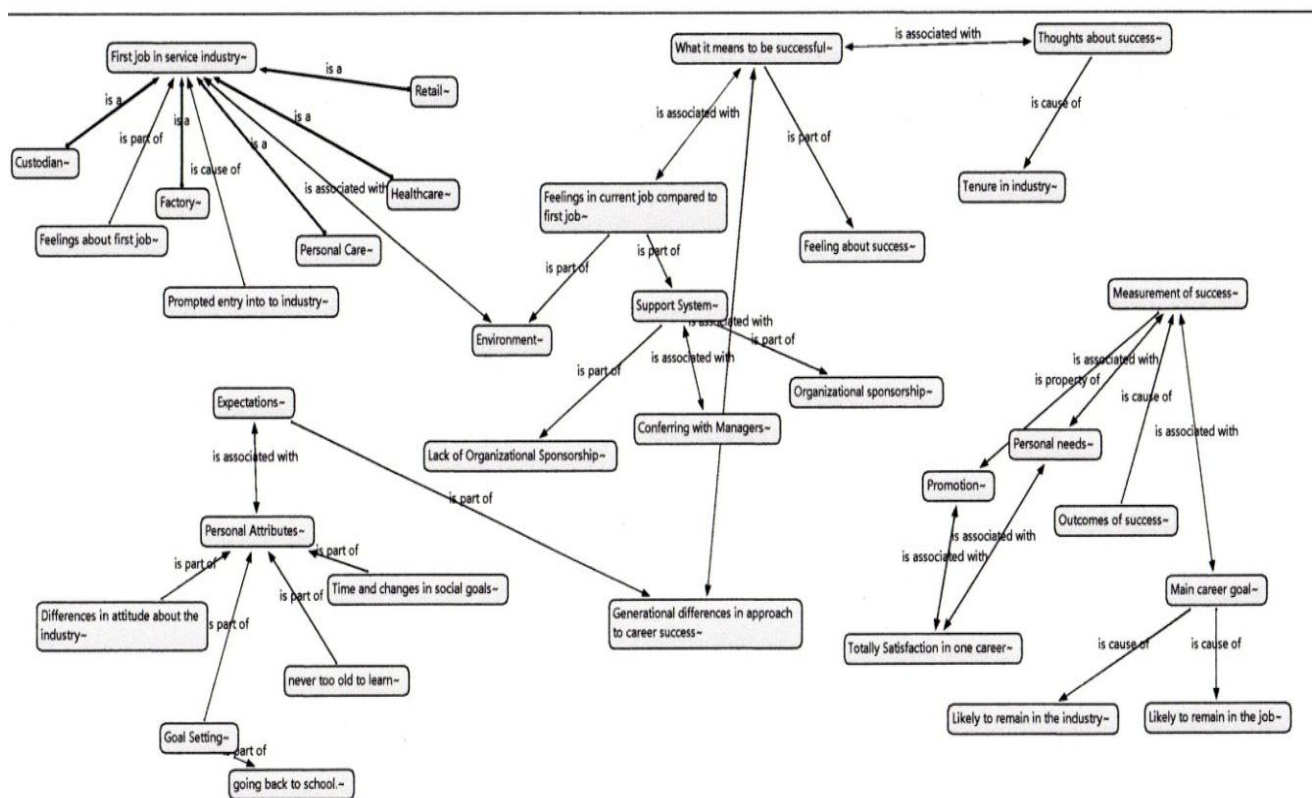 First job in service industry~
What it means to be successful~
is associated with
Thoughts about success~
is a
Retail~
is a
is part of
is a
is a
is a
is cause of
is associated with
Custodian~
Factory~
Healthcare~
Feelings about first job~
Personal Care~
Prompted entry into to industry~
is associated with
is part of
is cause of
Tenure in industry~
Feelings in current job compared to
first job~
Feeling about success~
is part of
is part of
Environment~
Support System~
is associated with
is part of
is associated with
is part of
Organizational sponsorship~
Conferring with Managers~
Lack of Organizational Sponsorship~
Measurement of success~
is associated with
is property of
is cause of
is associated with
Personal needs~
Promotion~
Outcomes of success~
is associated with
is associated with
Main career goal~
Totally Satisfaction in one career~
is cause of
is cause of
Likely to remain in the industry~
Likely to remain in the job~
Expectations~
is associated with
is part of
Personal Attributes~
is part of
is part of
is part of
is part of
Time and changes in social goals~
Differences in attitude about the
industry~
never too old to learn~
Generational differences in approach
to career success~
Goal Setting~
is part of
going back to school.~